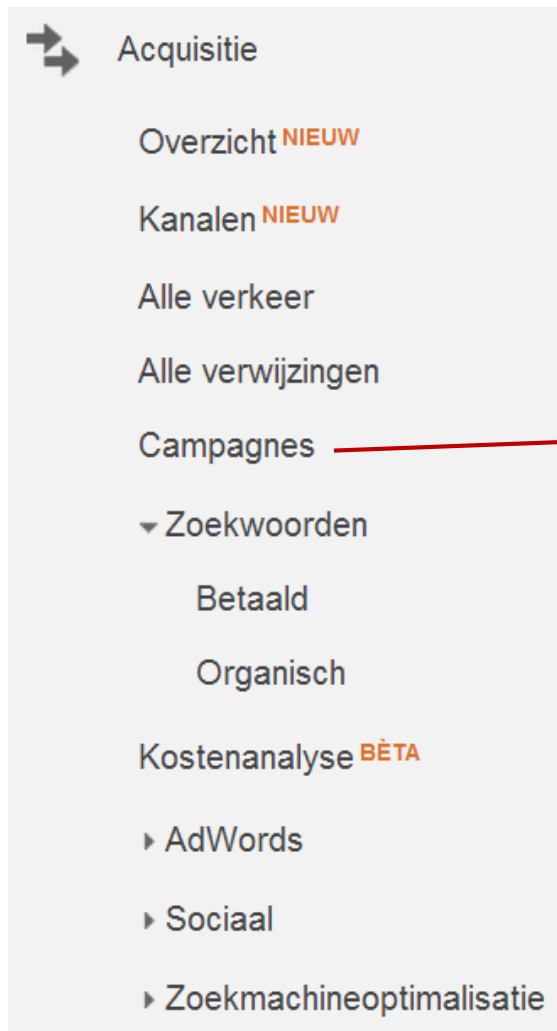 Acquisitie
Overzicht NIEUW
Kanalen NIEUW
Alle verkeer
Alle verwijzingen
Campagnes
Zoekwoorden
Betaald
Organisch
Kostenanalyse BÈTA
AdWords
Sociaal
Zoekmachineoptimalisatie